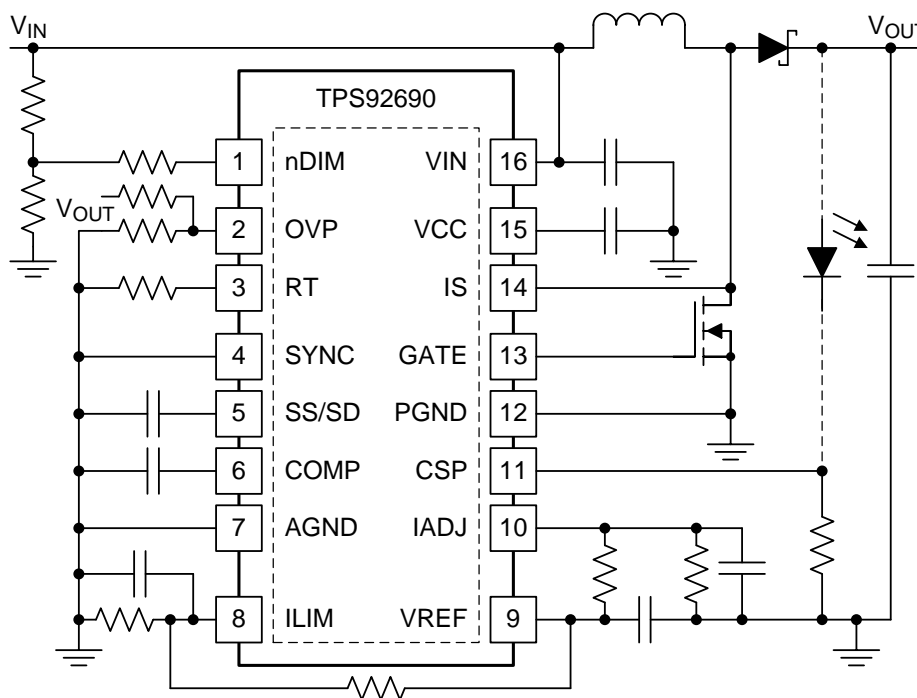 VIN
VOUT
TPS92690
1 nDIM VIN 16
VOUT
2 OVP VCC 15
3 RT IS 14
4 SYNC GATE 13
5 SS/SD PGND 12
6 COMP CSP 11
7 AGND IADJ 10
8 ILIM VREF 9